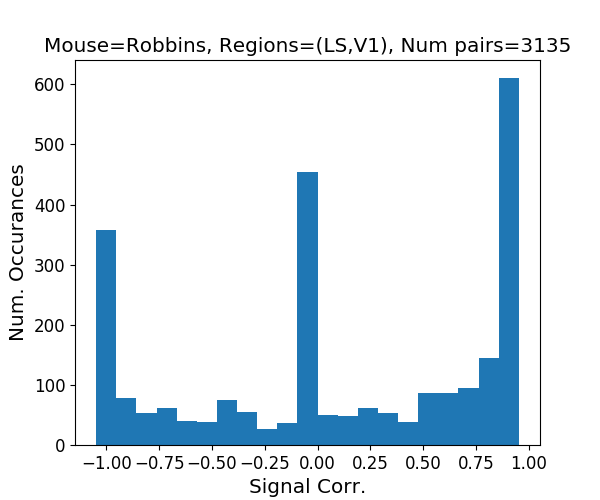 Mouse=Robbins, Regions=(LS,V1), Num pairs=3135
Num. Occurances
600
500
400
300
200
100
0
−1.00 −0.75 −0.50 −0.25 0.00 0.25 0.50 0.75 1.00
Signal Corr.